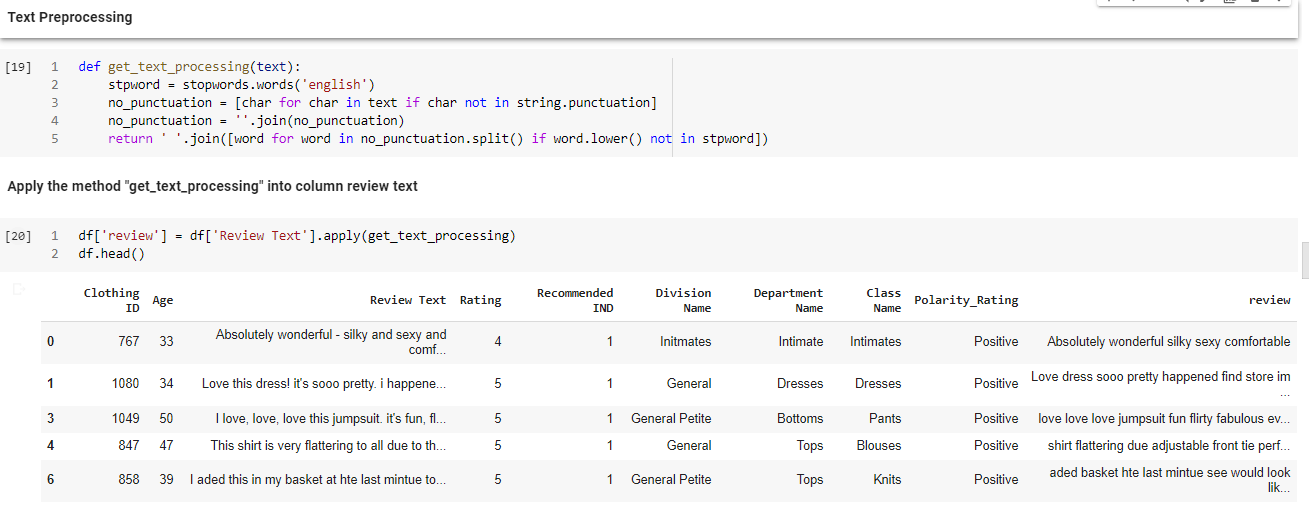 Text Preprocessing
[19] 1 def get_text_processing(text):
2 stpword = stopwords.words('english')
3 no_punctuation = [char for char in text if char not in string.punctuation]
4 no_punctuation = ''.join(no_punctuation)
5 return ' '.join([word for word in no_punctuation.split() if word.lower() not in stpword])
Apply the method "get_text_processing" into column review text
[20] 1 df['review'] = df['Review Text'].apply(get_text_processing)
2 df.head()
Clothing ID Age Review Text Rating Recommended IND Division Name Department Name Class Name Polarity_Rating review
0 767 33 Absolutely wonderful - silky and sexy and comf... 4 1 Initmates Intimate Intimates Positive Absolutely wonderful silky sexy comfortable
1 1080 34 Love this dress! it's sooo pretty. i happene... 5 1 General Dresses Dresses Positive Love dress sooo pretty happened find store im ...
3 1049 50 I love, love, love this jumpsuit. it's fun, fl... 5 1 General Petite Bottoms Pants Positive love love love jumpsuit fun flirty fabulous ev...
4 847 47 This shirt is very flattering to all due to th... 5 1 General Tops Blouses Positive shirt flattering due adjustable front tie perf...
6 858 39 I aded this in my basket at hte last mintue to... 5 1 General Petite Tops Knits Positive aded basket hte last mintue see would look lik...